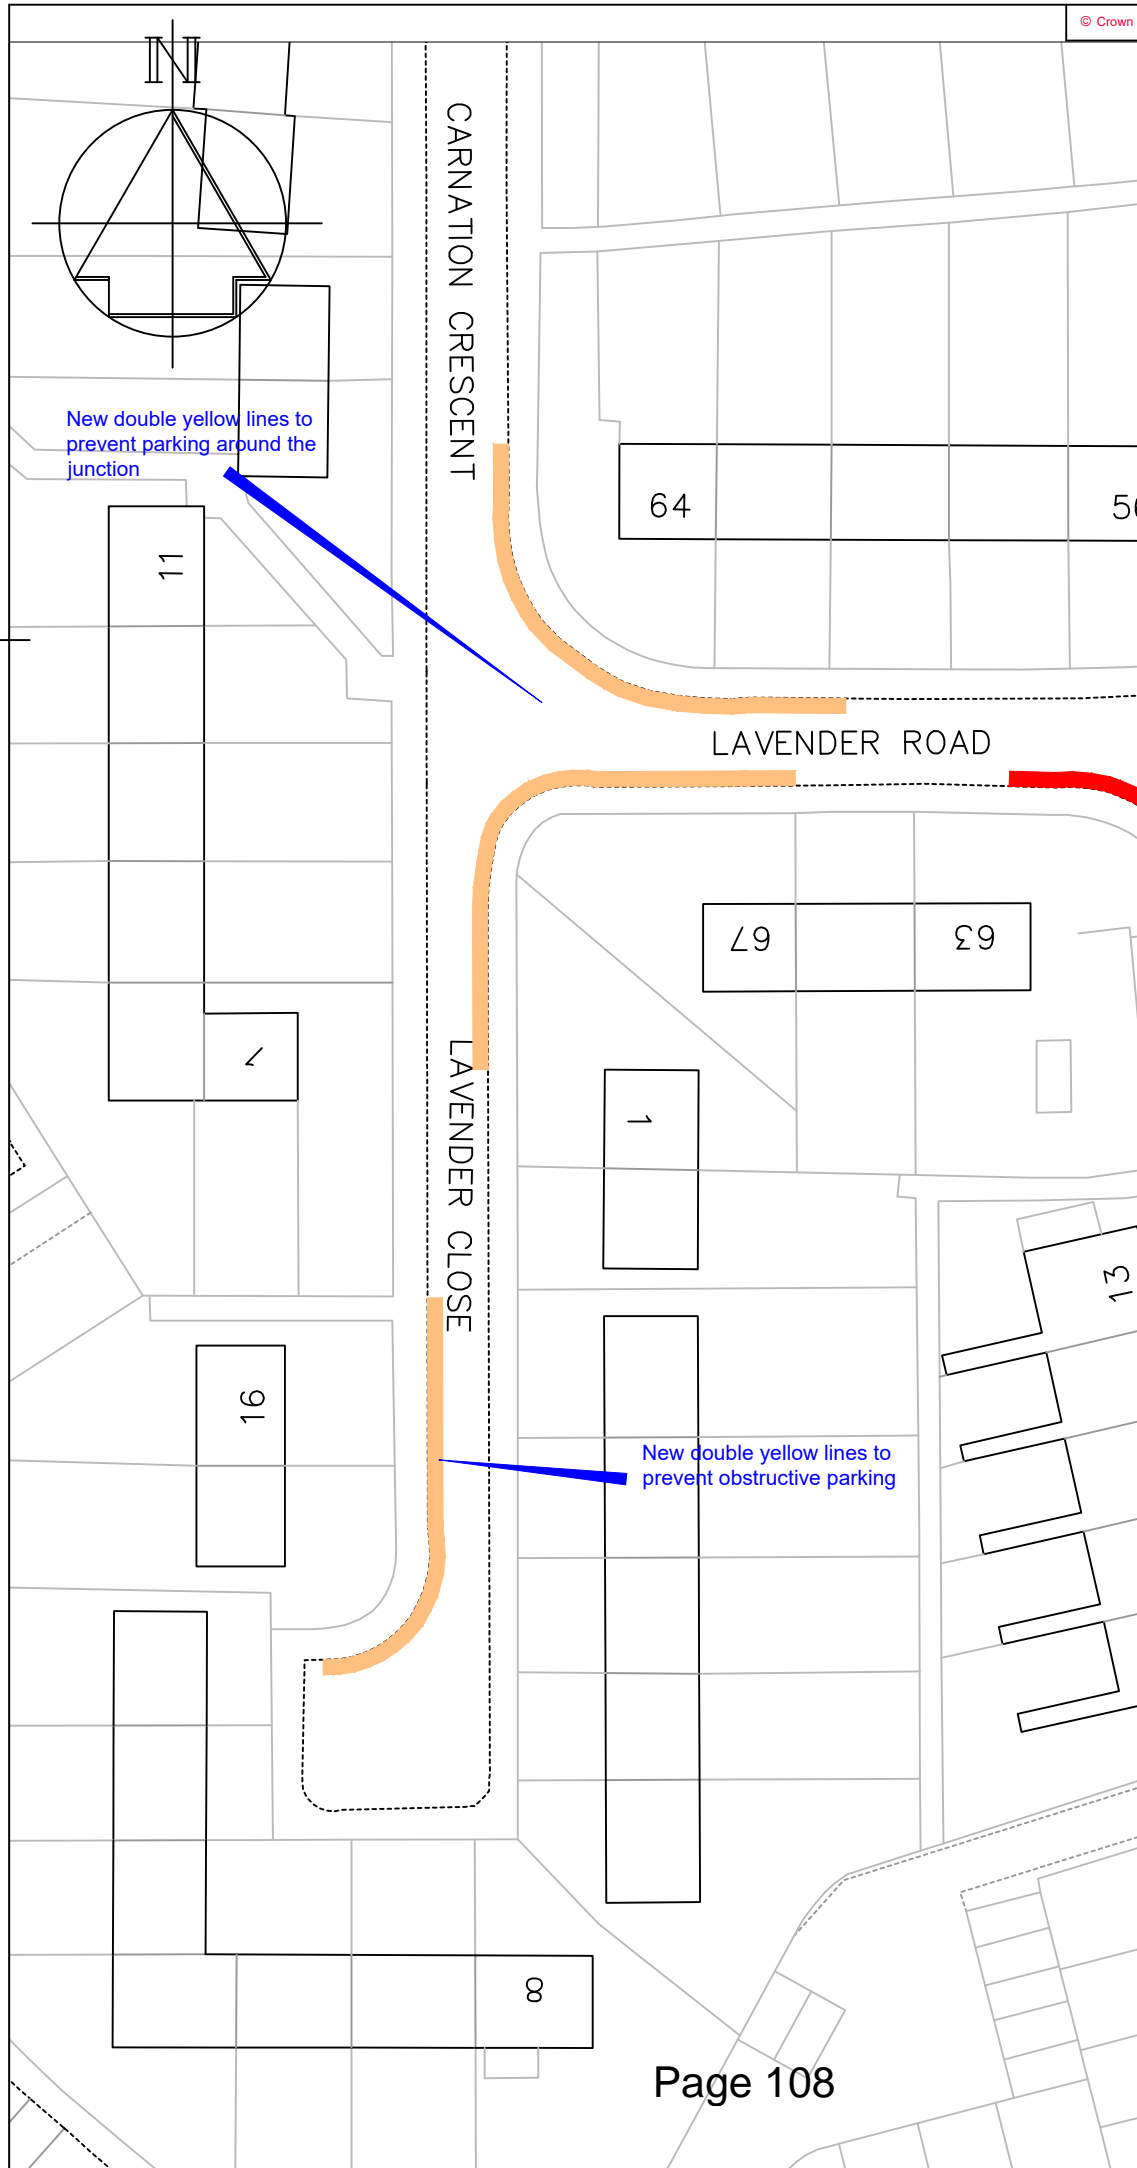 © Crown
N
CARNATION CRESCENT
New double yellow lines to
prevent parking around the
junction
64
11
LAVENDER ROAD
67
63
LAVENDER CLOSE
1
1
13
16
New double yellow lines to
prevent obstructive parking
8
Page 108